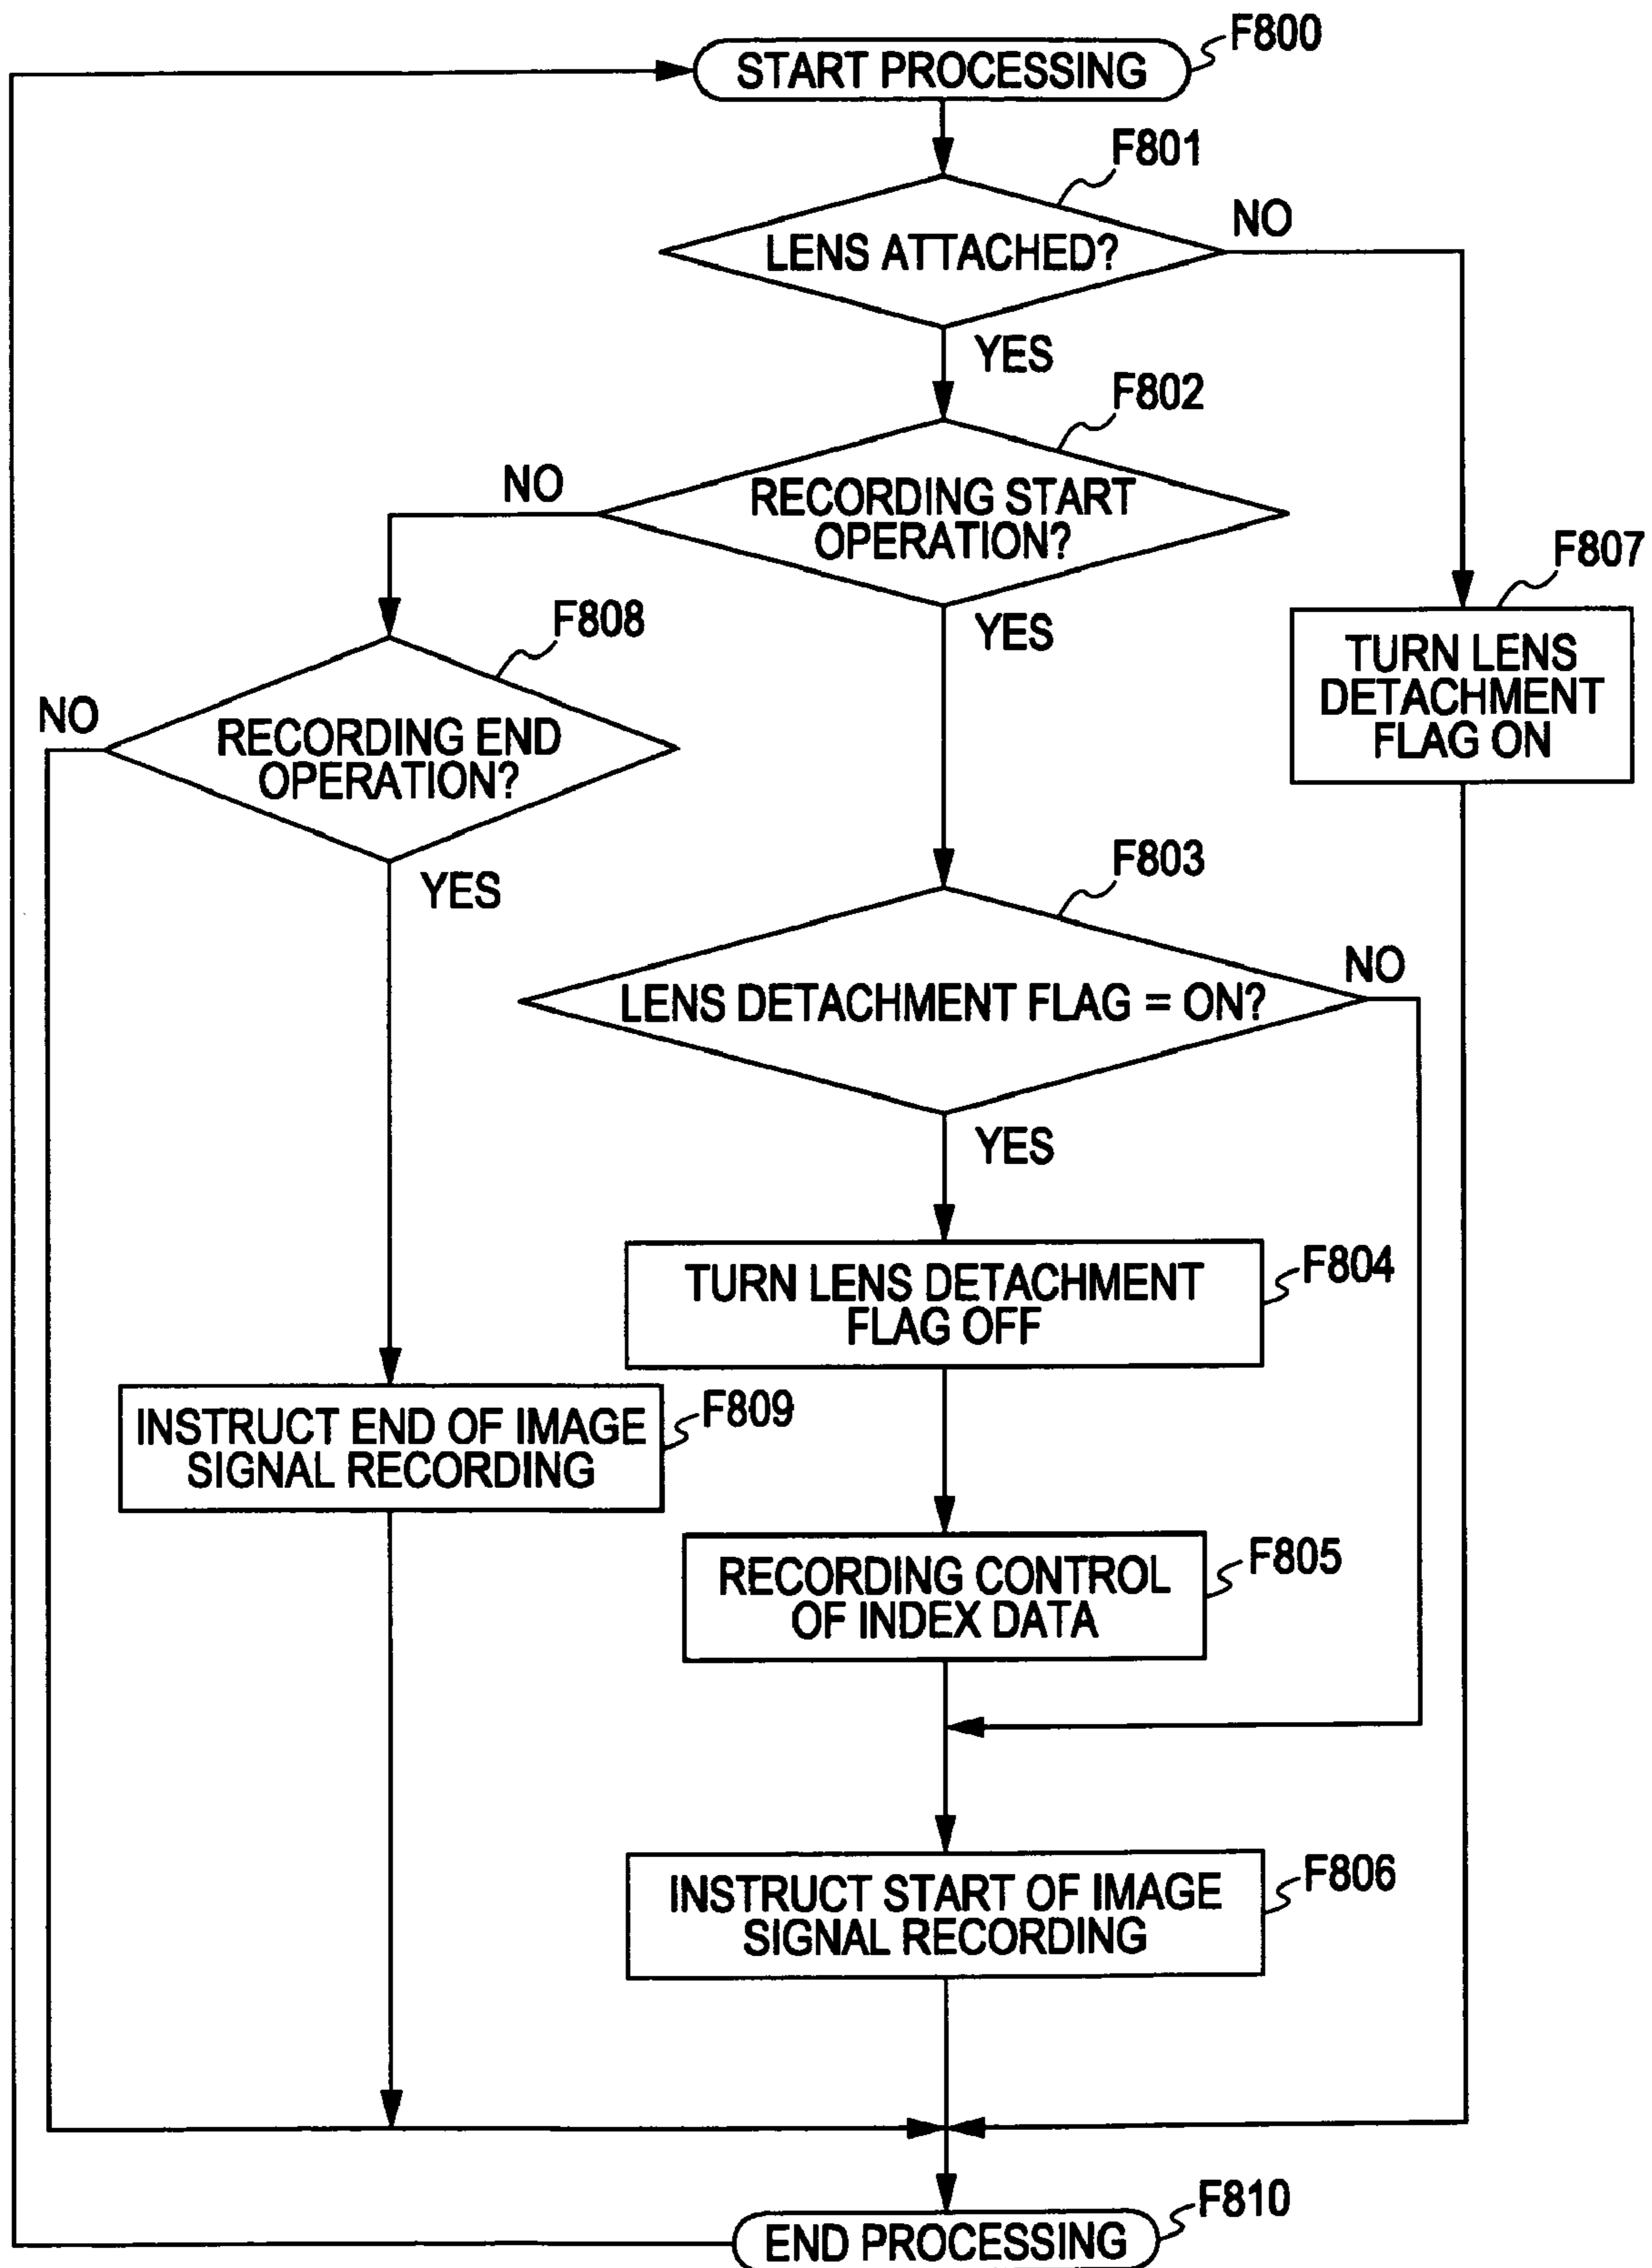 F800
START PROCESSING
F801
LENS ATTACHED?
NO
YES
F802
NO
RECORDING START
OPERATION?
YES
F807
TURN LENS
DETACHMENT
FLAG ON
F808
NO
RECORDING END
OPERATION?
YES
F803
NO
LENS DETACHMENT FLAG = ON?
YES
F804
TURN LENS DETACHMENT
FLAG OFF
F809
INSTRUCT END OF IMAGE
SIGNAL RECORDING
F805
RECORDING CONTROL
OF INDEX DATA
F806
INSTRUCT START OF IMAGE
SIGNAL RECORDING
F810
END PROCESSING